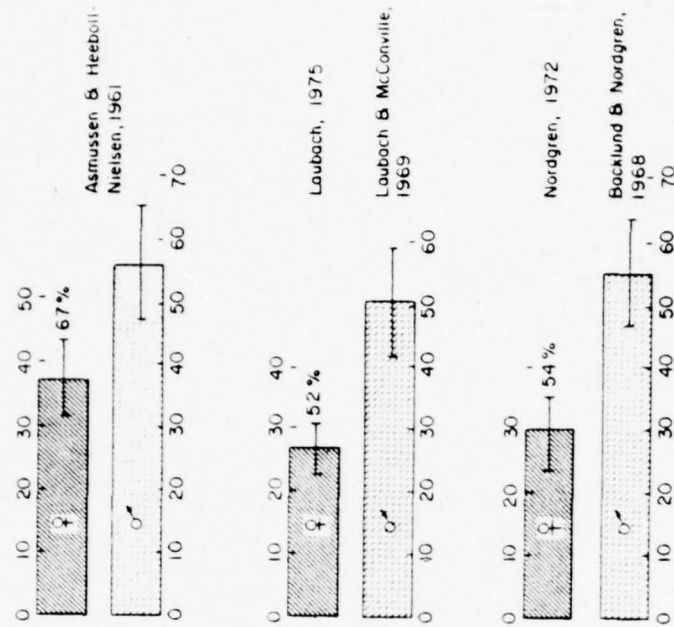 0 10 20 30 40 50
♀ 67%
Asmussen & Heeboll-
Nielsen, 1961
♂
0 10 20 30 40 50 60 70
0 10 20 30 40
♀ 52%
Laubach, 1975
♂
Laubach & McConville,
1969
0 10 20 30 40 50 60
0 10 20 30 40
♀ 54%
Nordgren, 1972
♂
Backlund & Nordgren,
1968
0 10 20 30 40 50 60 70